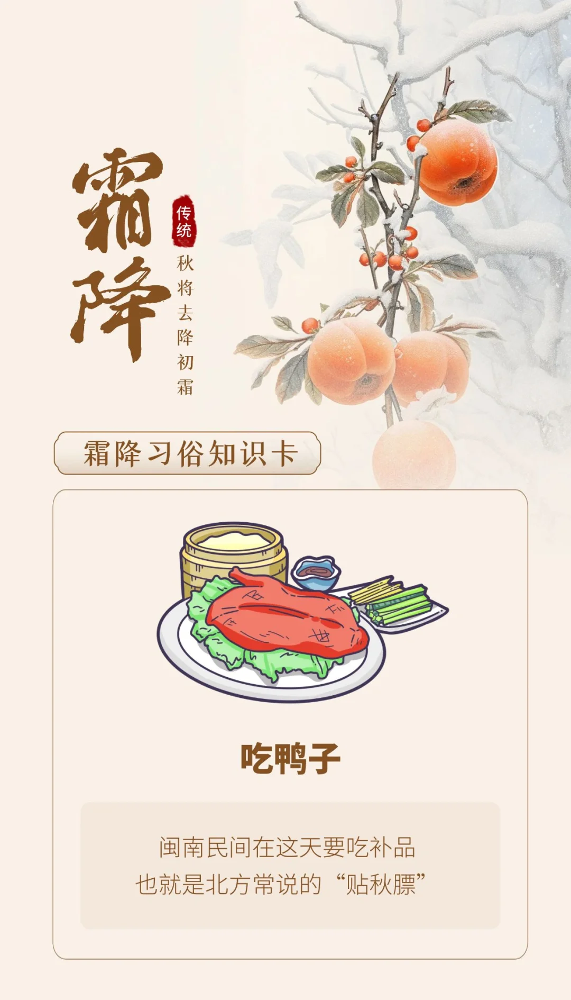 霜降
传统
秋将去降初霜
霜降习俗知识卡
吃鸭子
闽南民间在这天要吃补品
也就是北方常说的“贴秋膘”